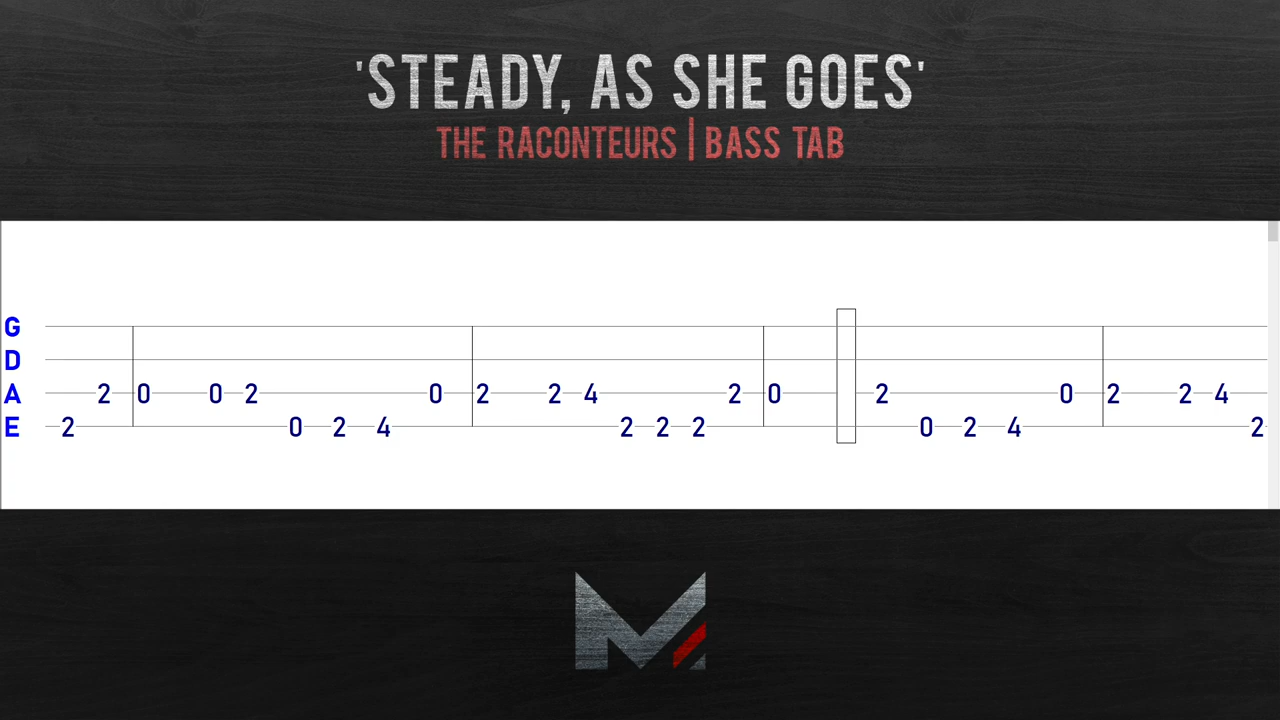 'STEADY, AS SHE GOES'
THE RACONTEURS | BASS TAB
G
D
A 2 0 0 2 0 2 2 4 2 0 2 0 2 2 4
E 2 0 2 4 2 2 2 0 2 4 2